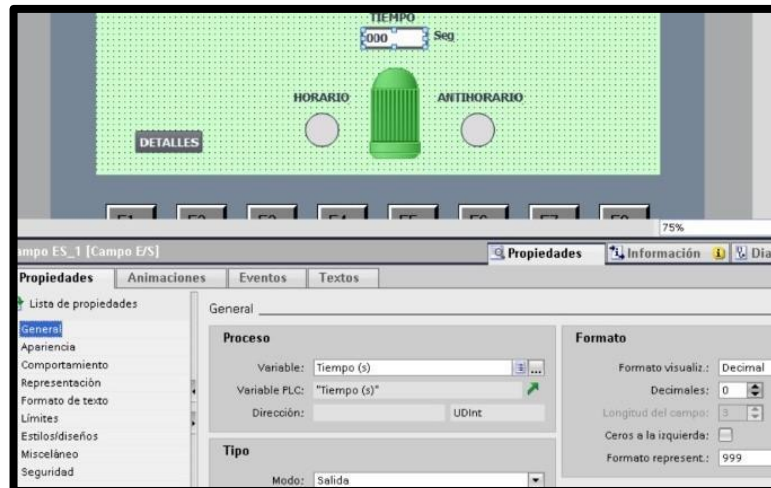 TIEMPO
000 Seg
HORARIO ANTIHORARIO
DETALLES
75%
[Campo E/S]
Propiedades Información
Propiedades Animaciones Eventos Textos
Lista de propiedades
General
General
Apariencia
Comportamiento
Representación
Formato de texto
Límites
Estilos/diseños
Misceláneo
Seguridad
Proceso
Variable: Tiempo (s)
Variable PLC: "Tiempo (s)"
Dirección: UDInt
Tipo
Modo: Salida
Formato
Formato visualiz.: Decimal
Decimales: 0
Longitud del campo: 3
Ceros a la izquierda:
Formato represent.: 999